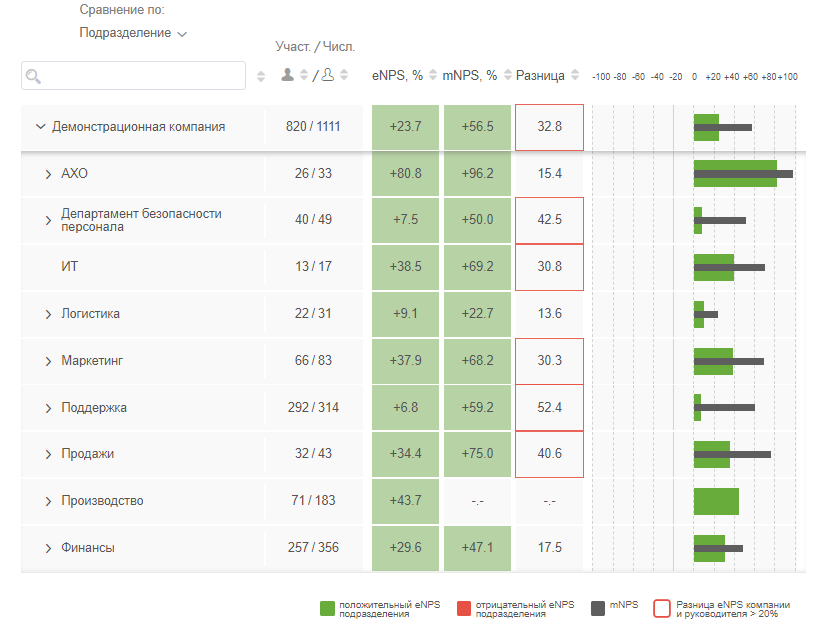 Сравнение по:
Подразделение
Участ. / Числ.
/ eNPS, % mNPS, % Разница -100 -80 -60 -40 -20 0 +20 +40 +60 +80 +100
Демонстрационная компания 820 / 1111 +23.7 +56.5 32.8
АХО 26 / 33 +80.8 +96.2 15.4
Департамент безопасности
персонала 40 / 49 +7.5 +50.0 42.5
ИТ 13 / 17 +38.5 +69.2 30.8
Логистика 22 / 31 +9.1 +22.7 13.6
Маркетинг 66 / 83 +37.9 +68.2 30.3
Поддержка 292 / 314 +6.8 +59.2 52.4
Продажи 32 / 43 +34.4 +75.0 40.6
Производство 71 / 183 +43.7 -.- -.-
Финансы 257 / 356 +29.6 +47.1 17.5
положительный eNPS отрицательный eNPS mNPS Разница eNPS компании
подразделения подразделения и руководителя > 20%